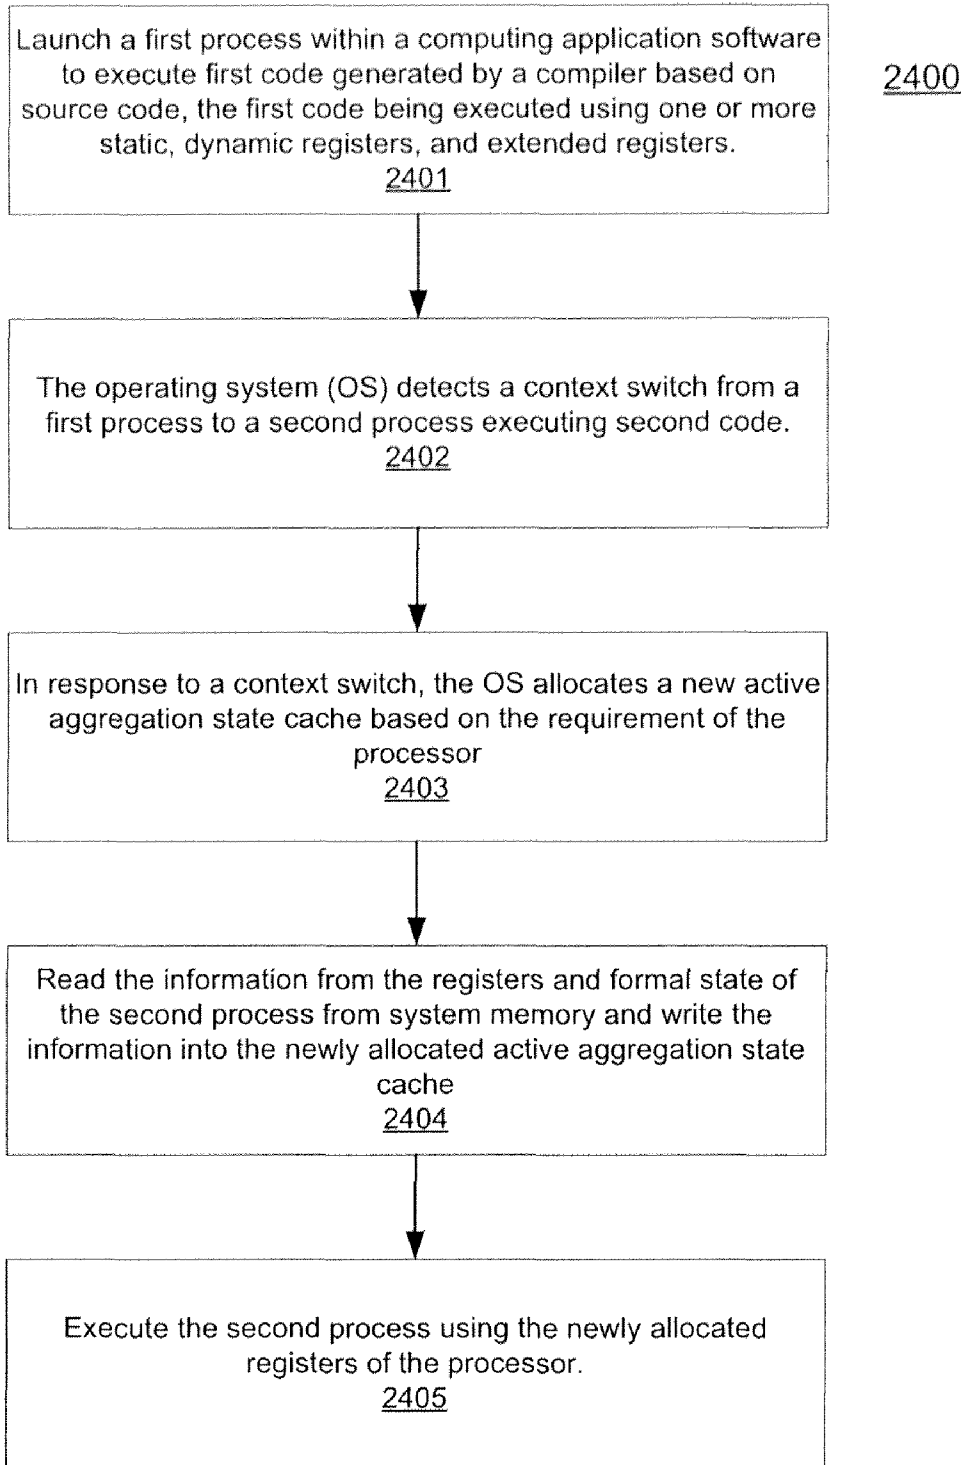 Launch a first process within a computing application software
to execute first code generated by a compiler based on
source code, the first code being executed using one or more
static, dynamic registers, and extended registers.
2401
2400
The operating system (OS) detects a context switch from a
first process to a second process executing second code.
2402
In response to a context switch, the OS allocates a new active
aggregation state cache based on the requirement of the
processor
2403
Read the information from the registers and formal state of
the second process from system memory and write the
information into the newly allocated active aggregation state
cache
2404
Execute the second process using the newly allocated
registers of the processor.
2405